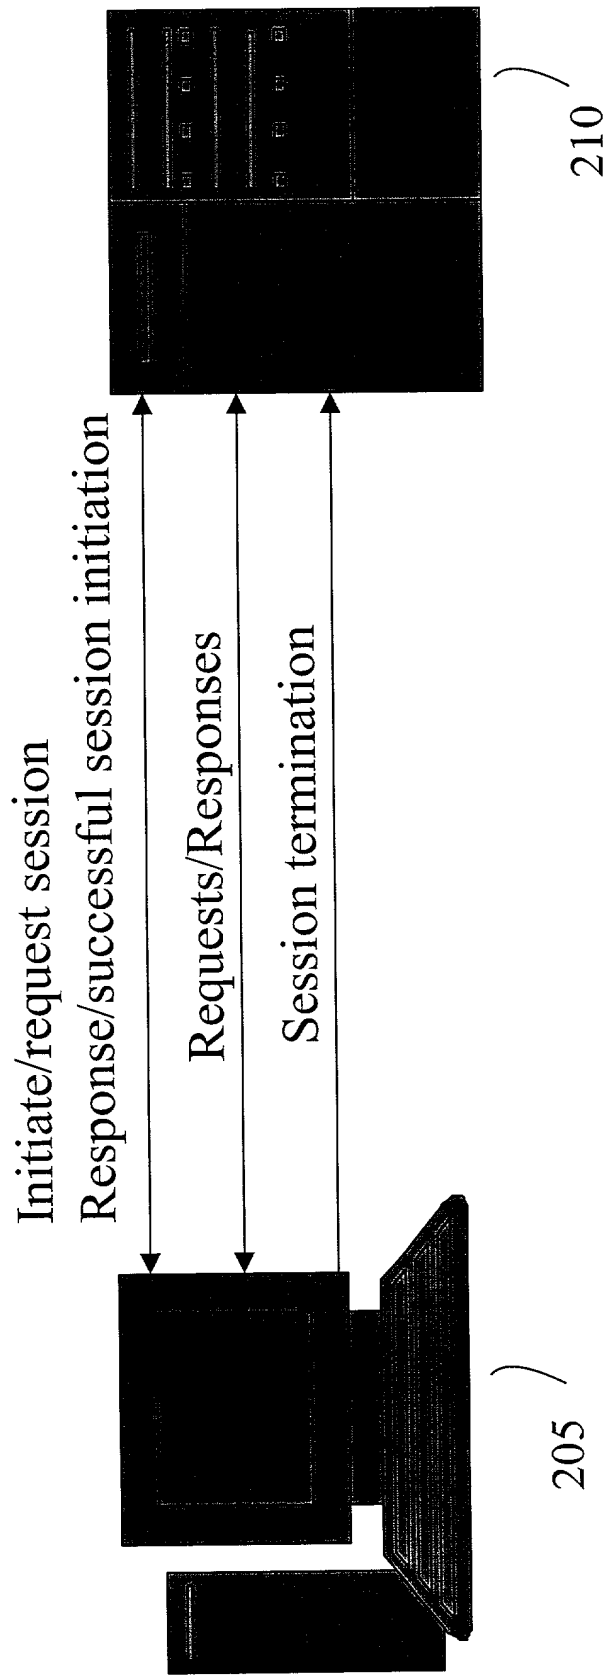 Initiate/request session
Response/successful session initiation
Requests/Responses
Session termination
205
210